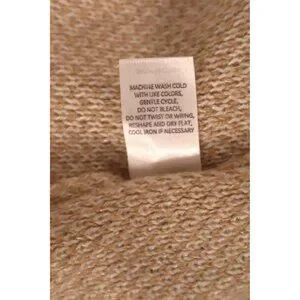 MACHINE WASH COLD
WITH LIKE COLORS,
GENTLE CYCLE,
DO NOT BLEACH,
DO NOT TWIST OR WRING,
RESHAPE AND DRY FLAT,
COOL IRON IF NECESSARY